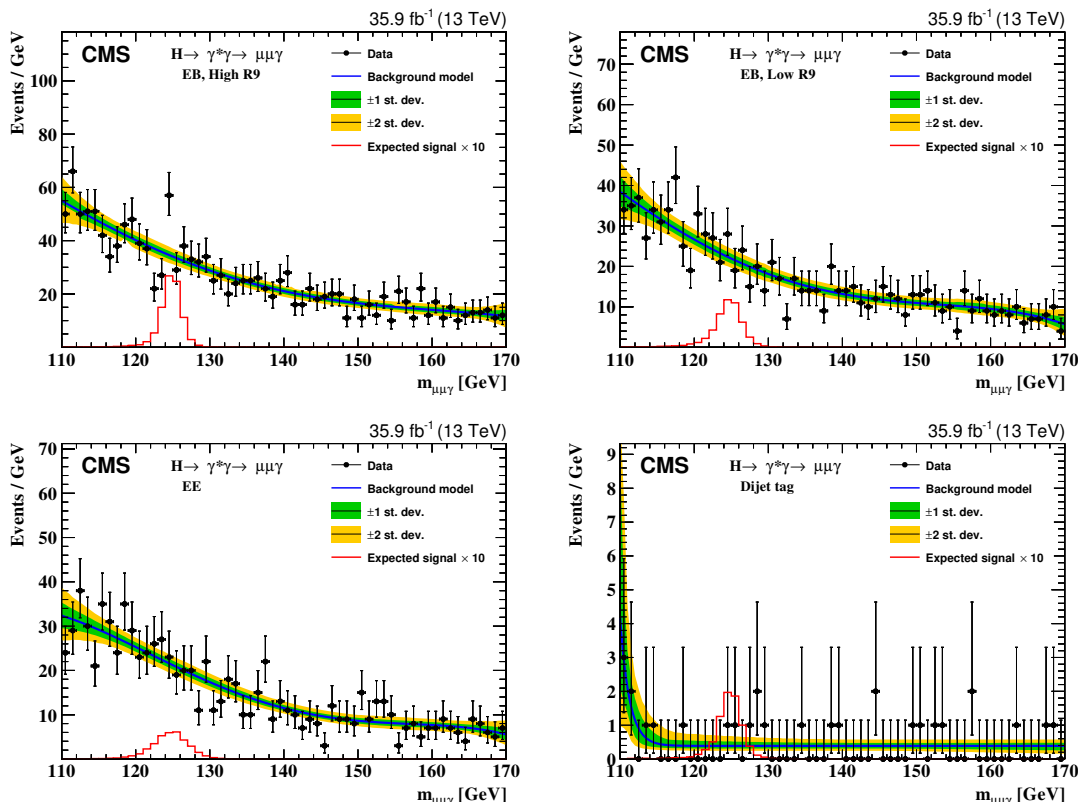 35.9 fb⁻¹ (13 TeV)
CMS
H→ γ*γ→ μμγ
EB, High R9
Data
Background model
±1 st. dev.
±2 st. dev.
Expected signal × 10
Events / GeV
100
80
60
40
20
110 120 130 140 150 160 170
m_μμγ [GeV]
35.9 fb⁻¹ (13 TeV)
CMS
H→ γ*γ→ μμγ
EB, Low R9
Data
Background model
±1 st. dev.
±2 st. dev.
Expected signal × 10
Events / GeV
70
60
50
40
30
20
10
0
110 120 130 140 150 160 170
m_μμγ [GeV]
35.9 fb⁻¹ (13 TeV)
CMS
H→ γ*γ→ μμγ
EE
Data
Background model
±1 st. dev.
±2 st. dev.
Expected signal × 10
Events / GeV
70
60
50
40
30
20
10
110 120 130 140 150 160 170
m_μμγ [GeV]
35.9 fb⁻¹ (13 TeV)
CMS
H→ γ*γ→ μμγ
Dijet tag
Data
Background model
±1 st. dev.
±2 st. dev.
Expected signal × 10
Events / GeV
9
8
7
6
5
4
3
2
1
0
110 120 130 140 150 160 170
m_μμγ [GeV]